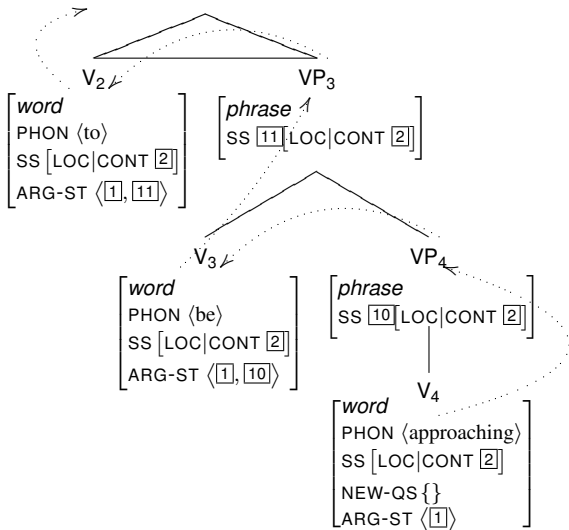 V2 VP3
word
PHON ⟨to⟩
SS [LOC|CONT 2]
ARG-ST ⟨1, 11⟩
phrase
SS 11[LOC|CONT 2]
V3 VP4
word
PHON ⟨be⟩
SS [LOC|CONT 2]
ARG-ST ⟨1, 10⟩
phrase
SS 10[LOC|CONT 2]
V4
word
PHON ⟨approaching⟩
SS [LOC|CONT 2]
NEW-QS {}
ARG-ST ⟨1⟩